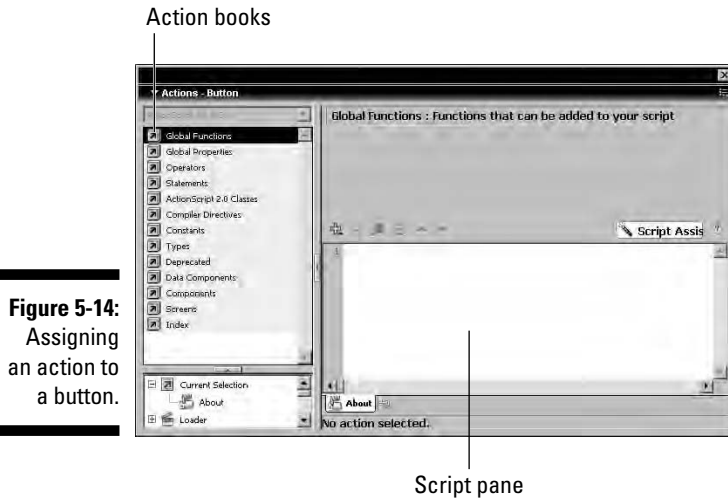 Action books
Actions - Button
Global Functions
Global Properties
Operators
Statements
ActionScript 2.0 Classes
Compiler Directives
Constants
Types
Deprecated
Data Components
Components
Screens
Index
Current Selection
About
Loader
Global Functions : Functions that can be added to your script
Script Assis
1
About
No action selected.
Script pane
Figure 5-14:
Assigning
an action to
a button.